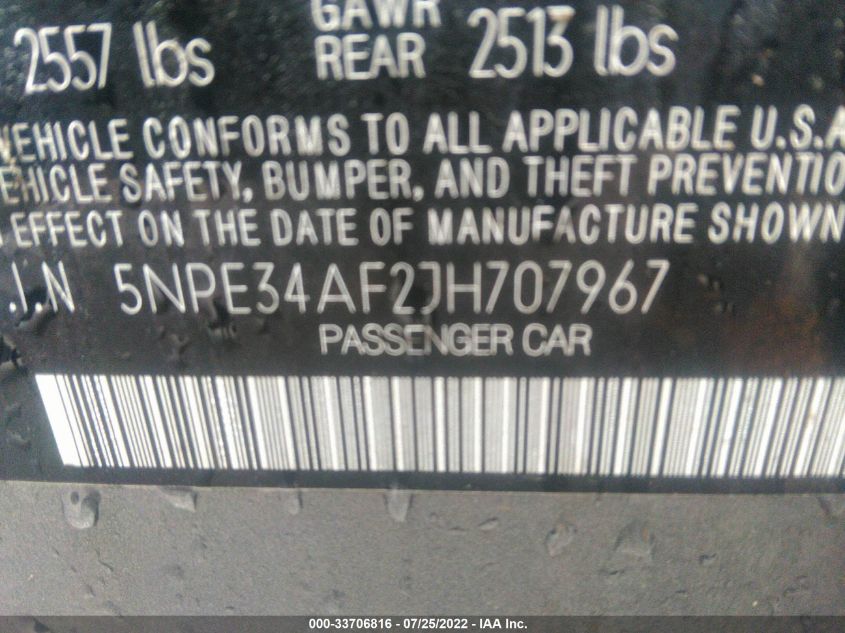 2557 lbs GAWR REAR 2513 lbs
VEHICLE CONFORMS TO ALL APPLICABLE U.S.A
EHICLE SAFETY, BUMPER, AND THEFT PREVENTIO
EFFECT ON THE DATE OF MANUFACTURE SHOWN
.I.N 5NPE34AF2JH707967
PASSENGER CAR
000-33706816 - 07/25/2022 - IAA Inc.